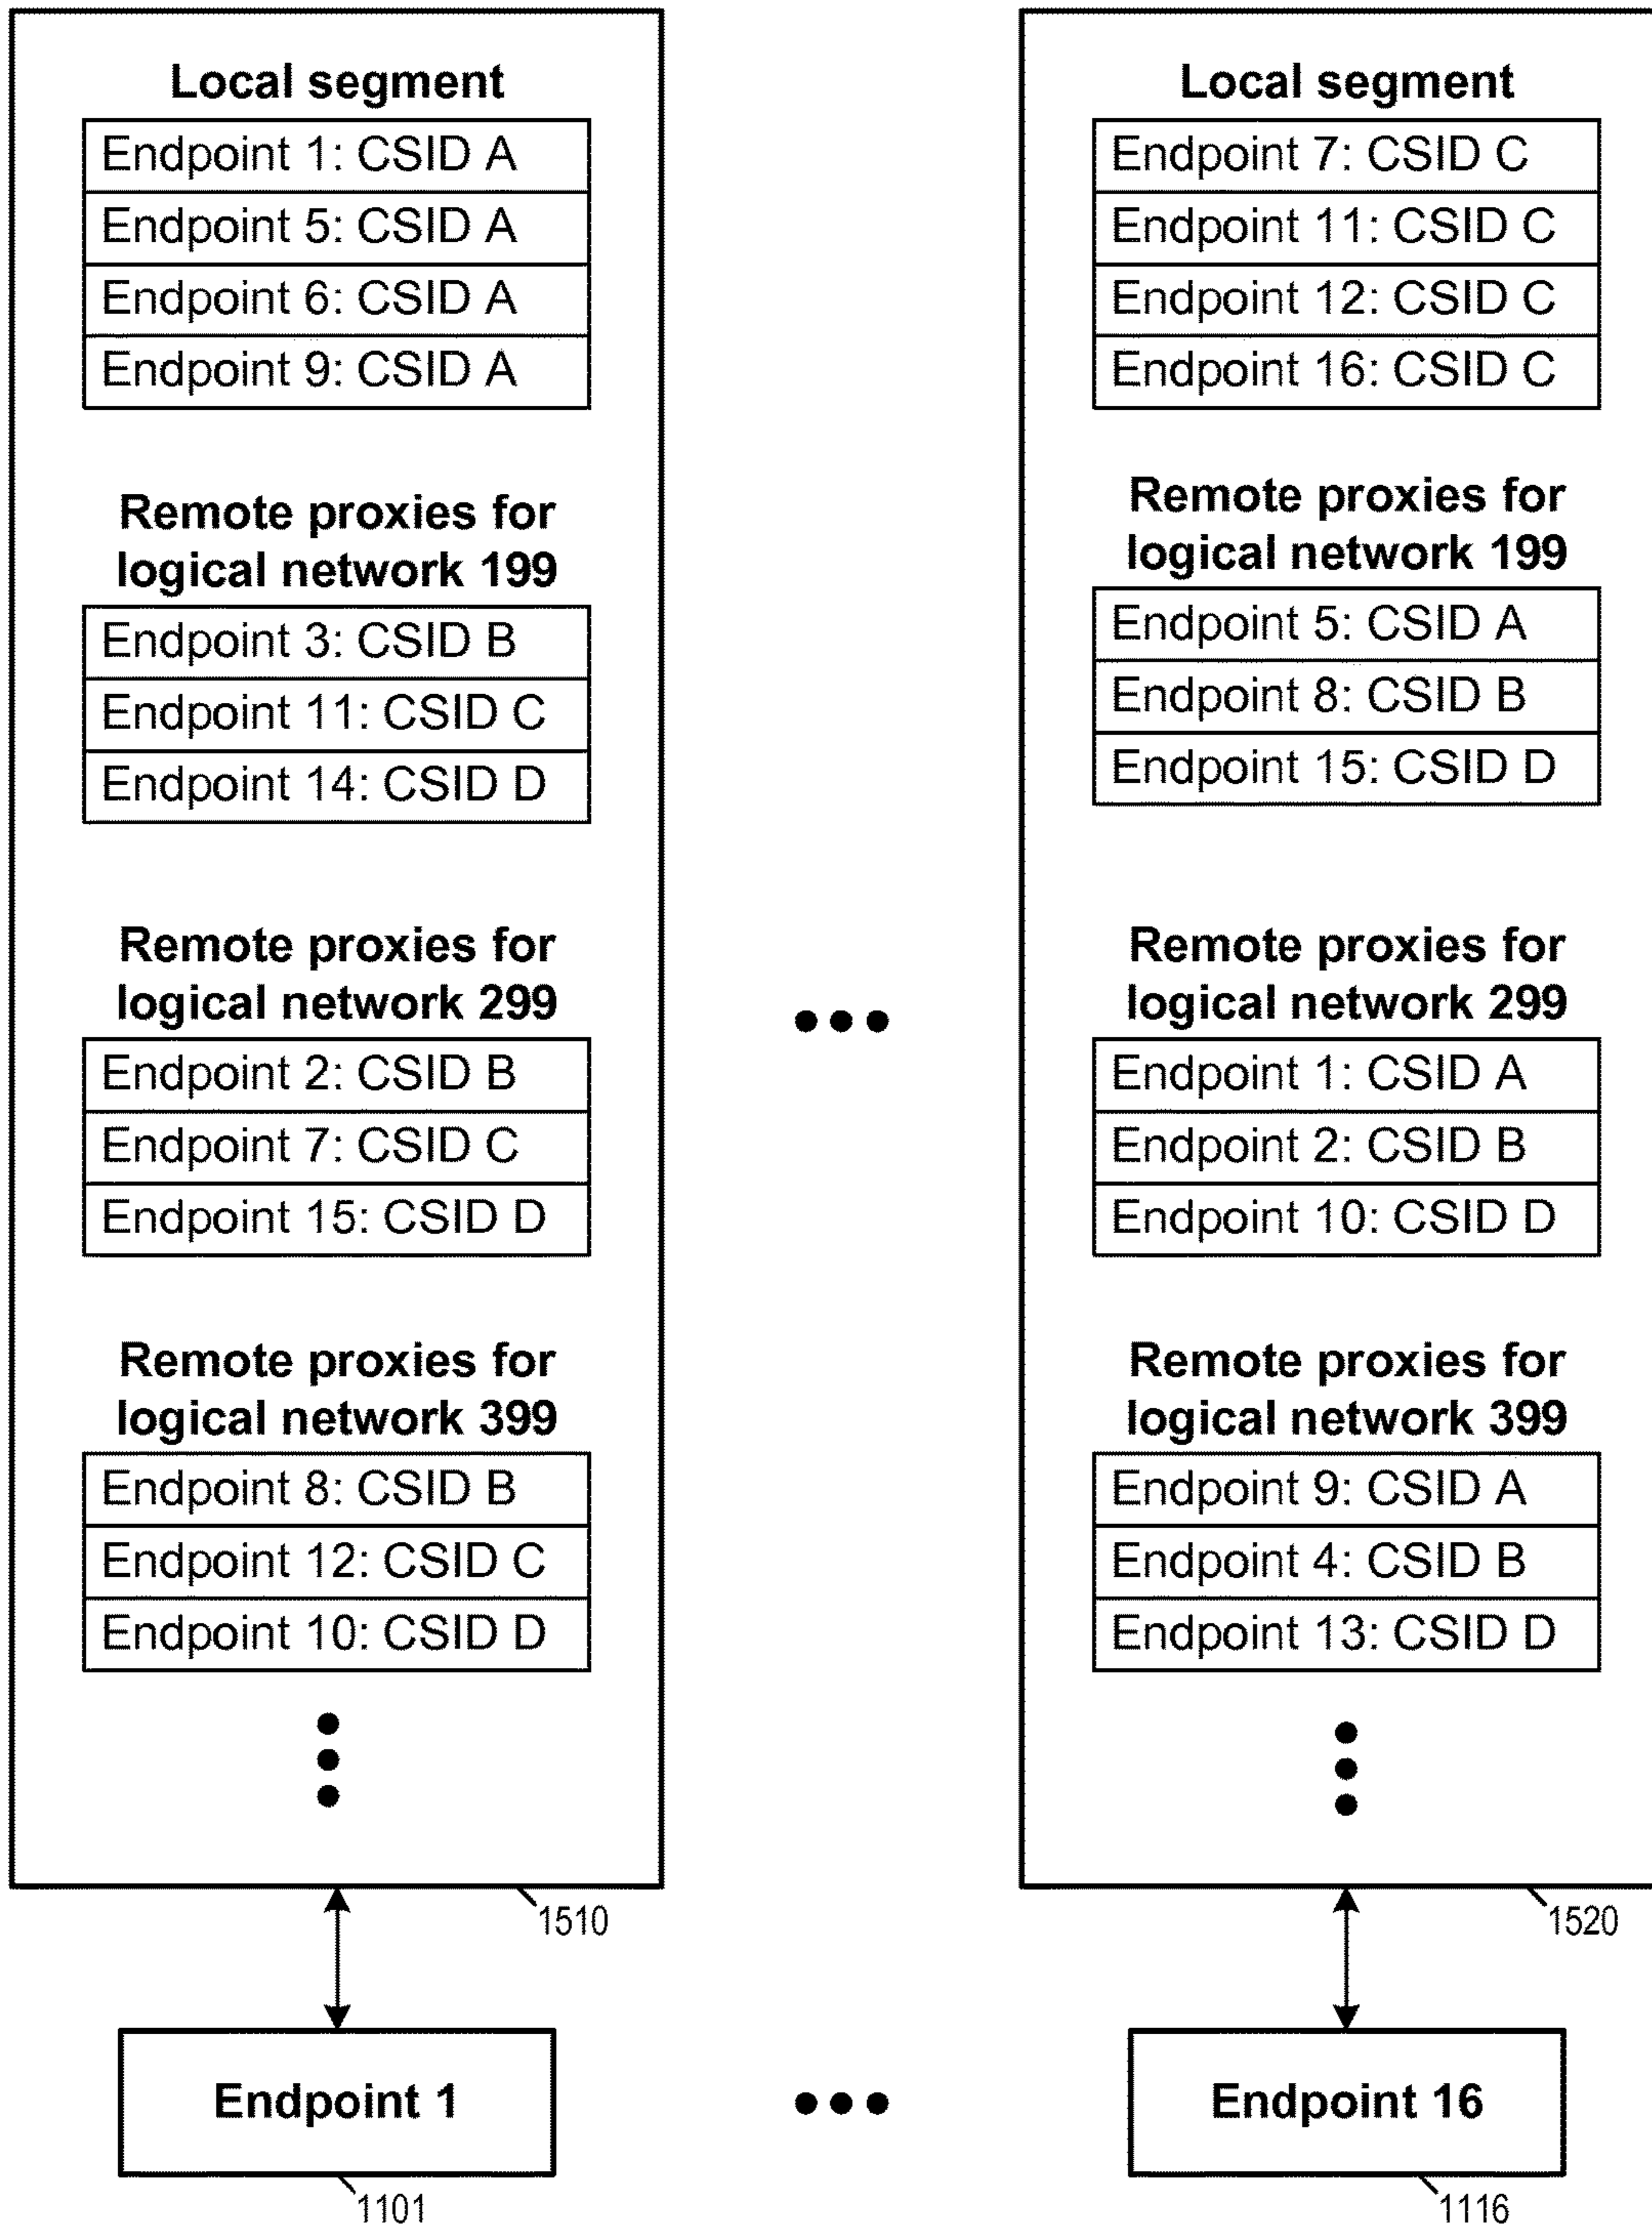 Local segment
Endpoint 1: CSID A
Endpoint 5: CSID A
Endpoint 6: CSID A
Endpoint 9: CSID A
Remote proxies for
logical network 199
Endpoint 3: CSID B
Endpoint 11: CSID C
Endpoint 14: CSID D
Remote proxies for
logical network 299
Endpoint 2: CSID B
Endpoint 7: CSID C
Endpoint 15: CSID D
Remote proxies for
logical network 399
Endpoint 8: CSID B
Endpoint 12: CSID C
Endpoint 10: CSID D
1510
Endpoint 1
1101
Local segment
Endpoint 7: CSID C
Endpoint 11: CSID C
Endpoint 12: CSID C
Endpoint 16: CSID C
Remote proxies for
logical network 199
Endpoint 5: CSID A
Endpoint 8: CSID B
Endpoint 15: CSID D
Remote proxies for
logical network 299
Endpoint 1: CSID A
Endpoint 2: CSID B
Endpoint 10: CSID D
Remote proxies for
logical network 399
Endpoint 9: CSID A
Endpoint 4: CSID B
Endpoint 13: CSID D
1520
Endpoint 16
1116